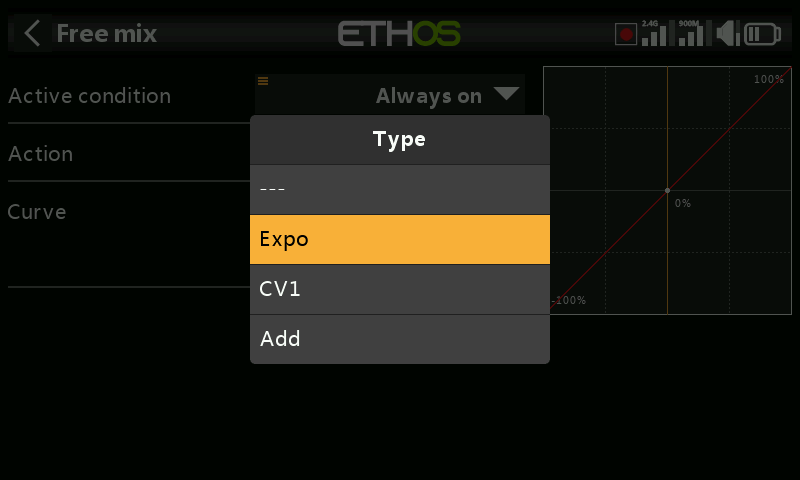 Free mix
ETHOS
2.4G
900M
Active condition
Always on
Action
Curve
Type
---
Expo
CV1
Add
100%
0%
-100%